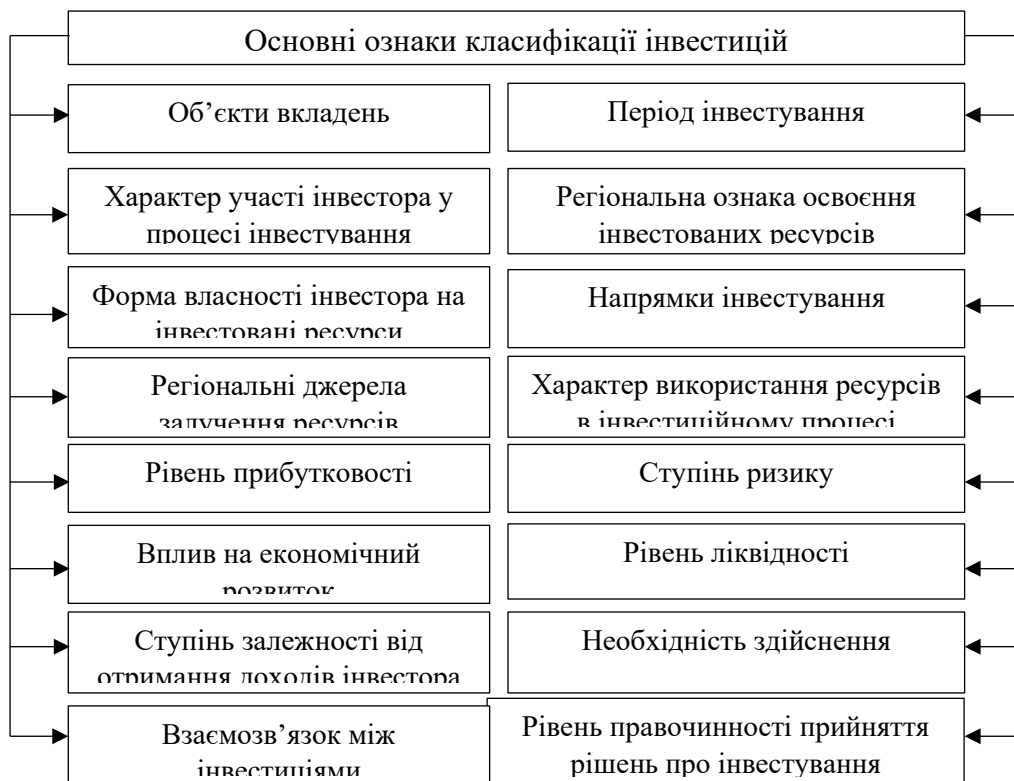 Основні ознаки класифікації інвестицій
Об’єкти вкладень
Період інвестування
Характер участі інвестора у
процесі інвестування
Регіональна ознака освоєння
інвестованих ресурсів
Форма власності інвестора на
інвестовані ресурси
Напрямки інвестування
Регіональні джерела
залучення ресурсів
Характер використання ресурсів
в інвестиційному процесі
Рівень прибутковості
Ступінь ризику
Вплив на економічний
розвиток
Рівень ліквідності
Ступінь залежності від
отримання доходів інвестора
Необхідність здійснення
Взаємозв’язок між
інвестиціями
Рівень правочинності прийняття
рішень про інвестування